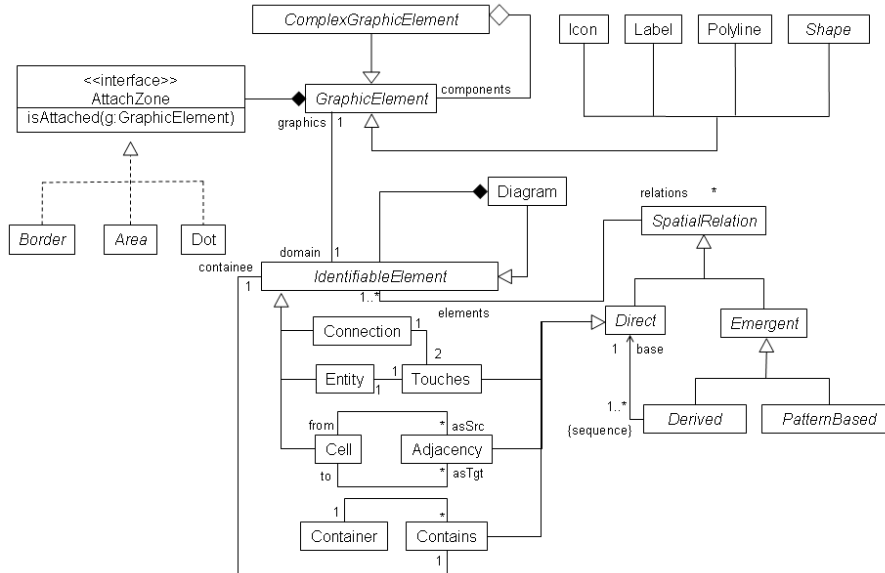 ComplexGraphicElement
Icon
Label
Polyline
Shape
<<interface>>
AttachZone
isAttached(g:GraphicElement)
GraphicElement
components
graphics
1
Diagram
relations
*
SpatialRelation
Border
Area
Dot
domain
1
containee
1
IdentifiableElement
1..*
elements
Direct
Emergent
1
base
Connection
1
2
Entity
1
1
Touches
1..*
{sequence}
Derived
PatternBased
from
*
asSrc
Cell
Adjacency
to
*
asTgt
1
*
Container
Contains
1